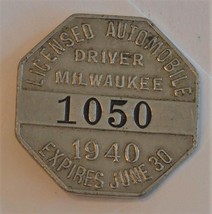 LICENSED AUTOMOBILE
DRIVER
MILWAUKEE
1050
1940
EXPIRES JUNE 30